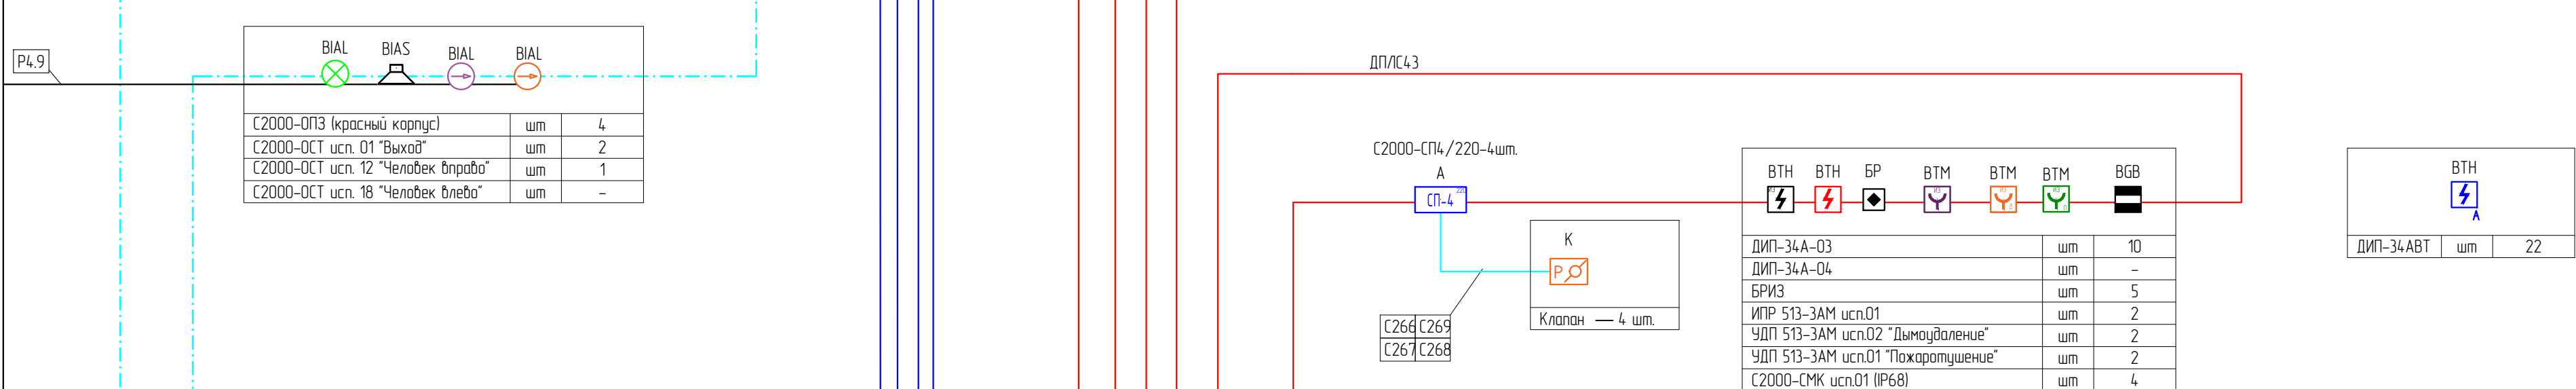 Р4.9
BIAL BIAS BIAL BIAL
С2000-ОПЗ (красный корпус) шт 4
С2000-ОСТ исп. 01 "Выход" шт 2
С2000-ОСТ исп. 12 "Человек вправо" шт 1
С2000-ОСТ исп. 18 "Человек влево" шт –
ДПЛС43
С2000-СП4/220-4шт.
А
СП-4 220
К
Р
С266 С269
С267 С268
Клапан — 4 шт.
ВТН ВТН БР ВТМ ВТМ ВТМ BGB
ИЗ ИЗ ИЗ ИЗ
ДИП-34А-03 шт 10
ДИП-34А-04 шт –
БРИЗ шт 5
ИПР 513-3АМ исп.01 шт 2
УДП 513-3АМ исп.02 "Дымоудаление" шт 2
УДП 513-3АМ исп.01 "Пожаротушение" шт 2
С2000-СМК исп.01 (IP68) шт 4
ВТН
А
ДИП-34АВТ шт 22